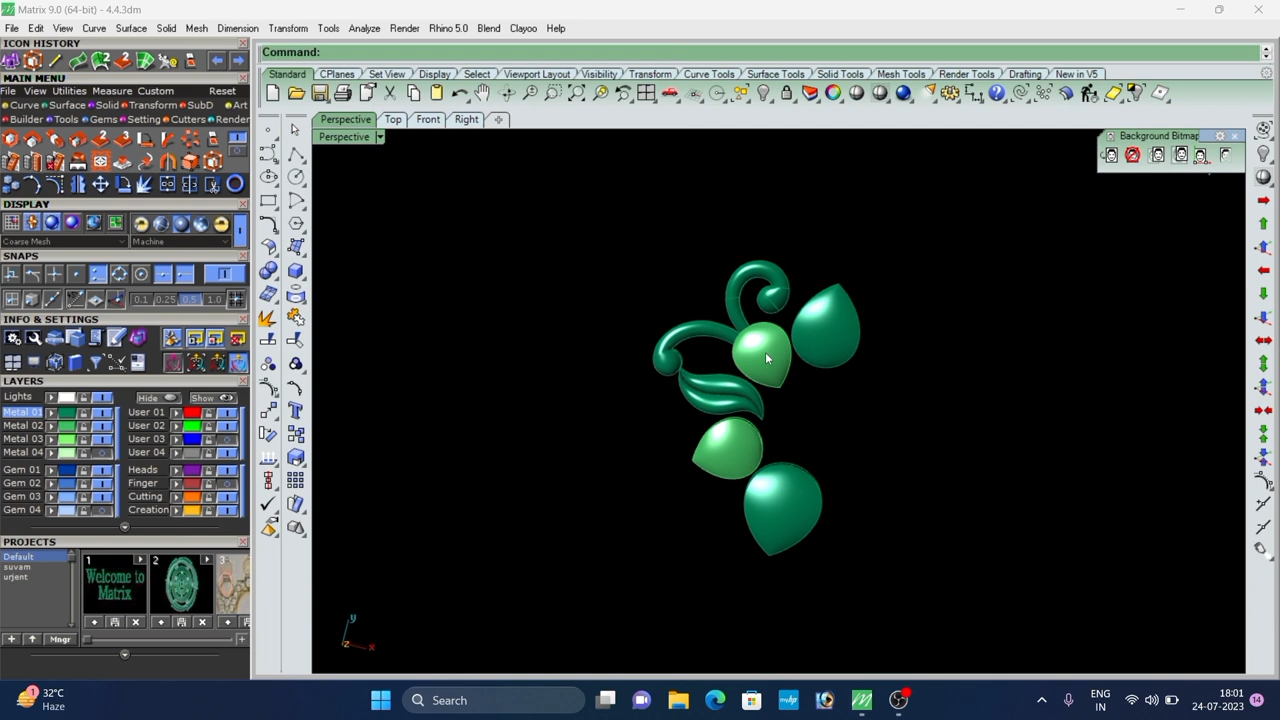 Matrix 9.0 (64-bit) - 4.4.3dm
File Edit View Curve Surface Solid Mesh Dimension Transform Tools Analyze Render Rhino 5.0 Blend Clayoo Help
ICON HISTORY
Command:
MAIN MENU
File View Utilities Measure Custom Reset
Curve Surface Solid Transform SubD Art
Builder Tools Gems Setting Cutters Render
Standard CPlanes Set View Display Select Viewport Layout Visibility Transform Curve Tools Surface Tools Solid Tools Mesh Tools Render Tools Drafting New in V5
Perspective Top Front Right
Perspective
Background Bitmap
DISPLAY
Coarse Mesh Machine
SNAPS
0.1 0.25 0.5 1.0
INFO & SETTINGS
LAYERS
Lights Hide Show
Metal 01 User 01
Metal 02 User 02
Metal 03 User 03
Metal 04 User 04
Gem 01 Heads
Gem 02 Finger
Gem 03 Cutting
Gem 04 Creation
PROJECTS
Default
suvam
urjent
1 2 3
Welcome to
Matrix
Mngr
y
z x
32°C
Haze
1
Search
ENG
IN
18:01
24-07-2023
14